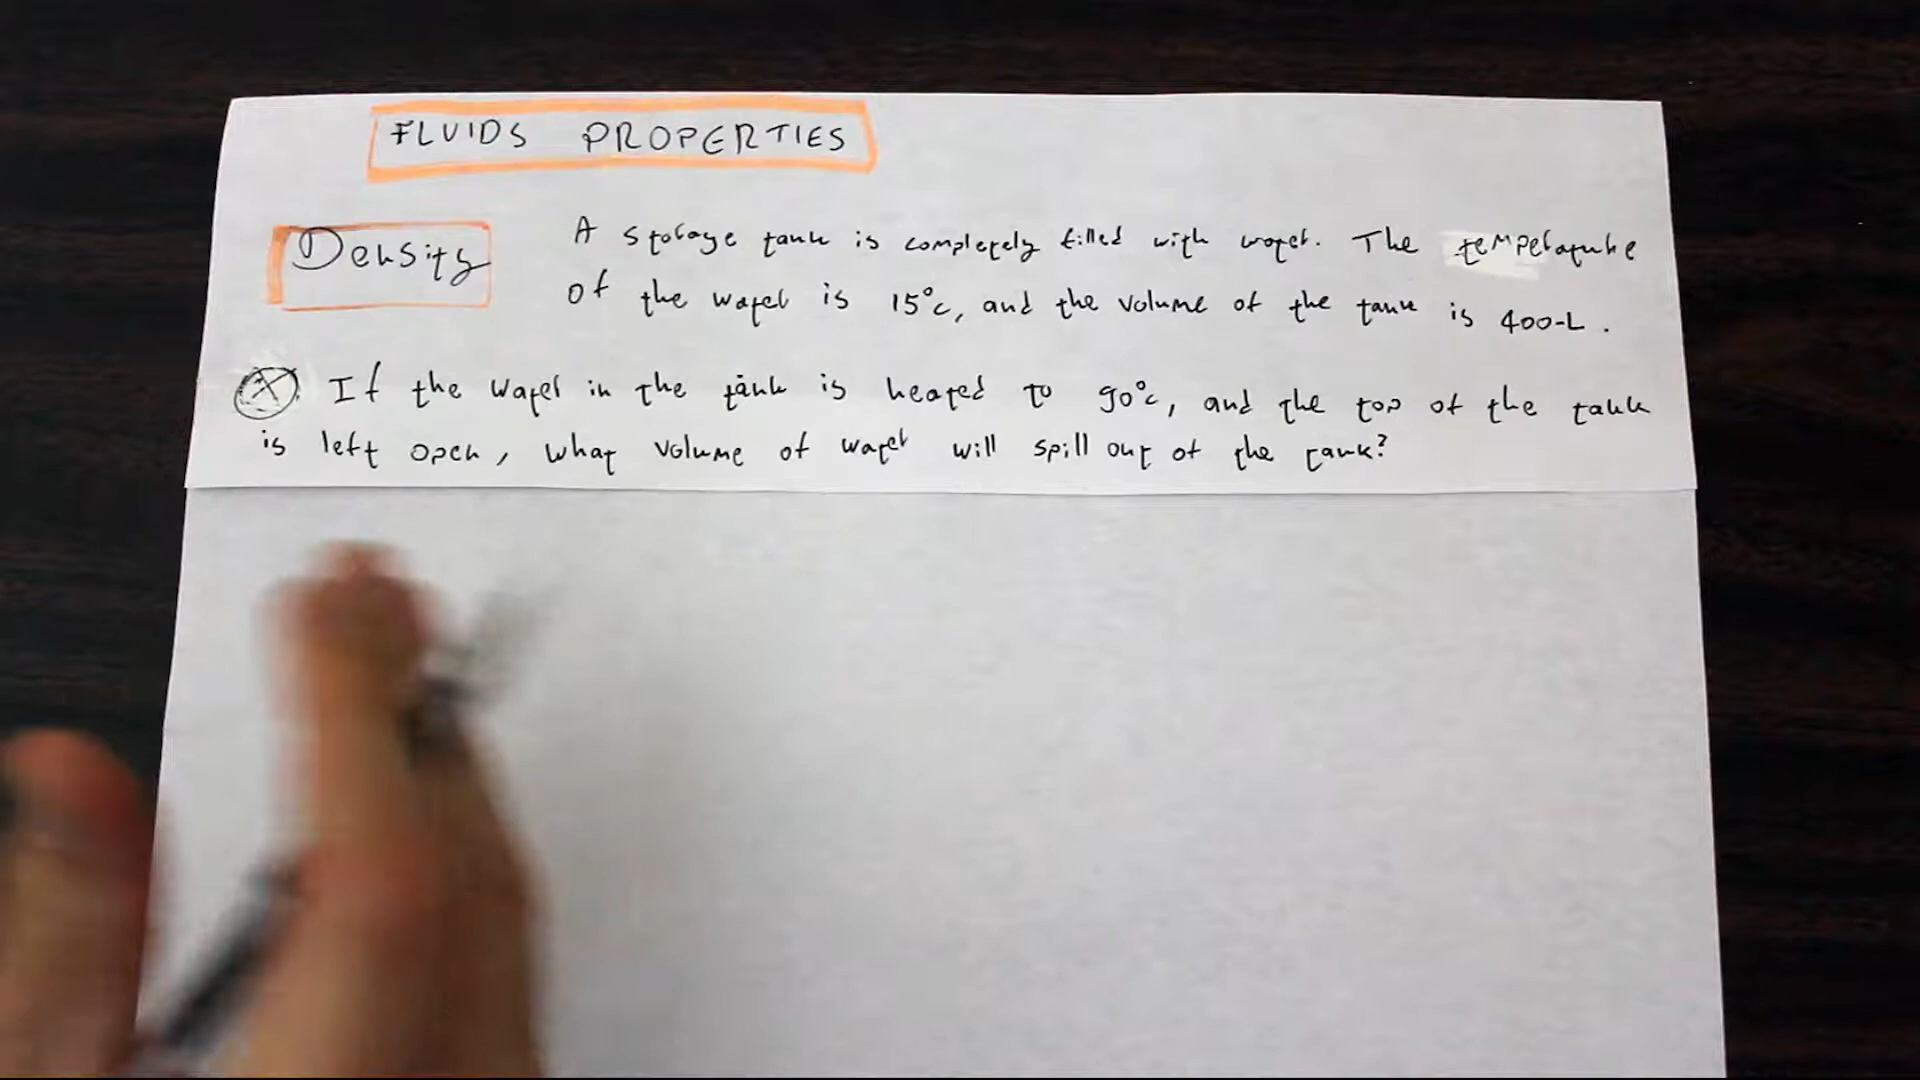 FLUIDS PROPERTIES
Density
A storage tank is completely filled with water. The temperature
of the water is 15°c, and the volume of the tank is 400-L.
If the water in the tank is heated to 90°c, and the top of the tank
is left open, what volume of water will spill out of the tank?